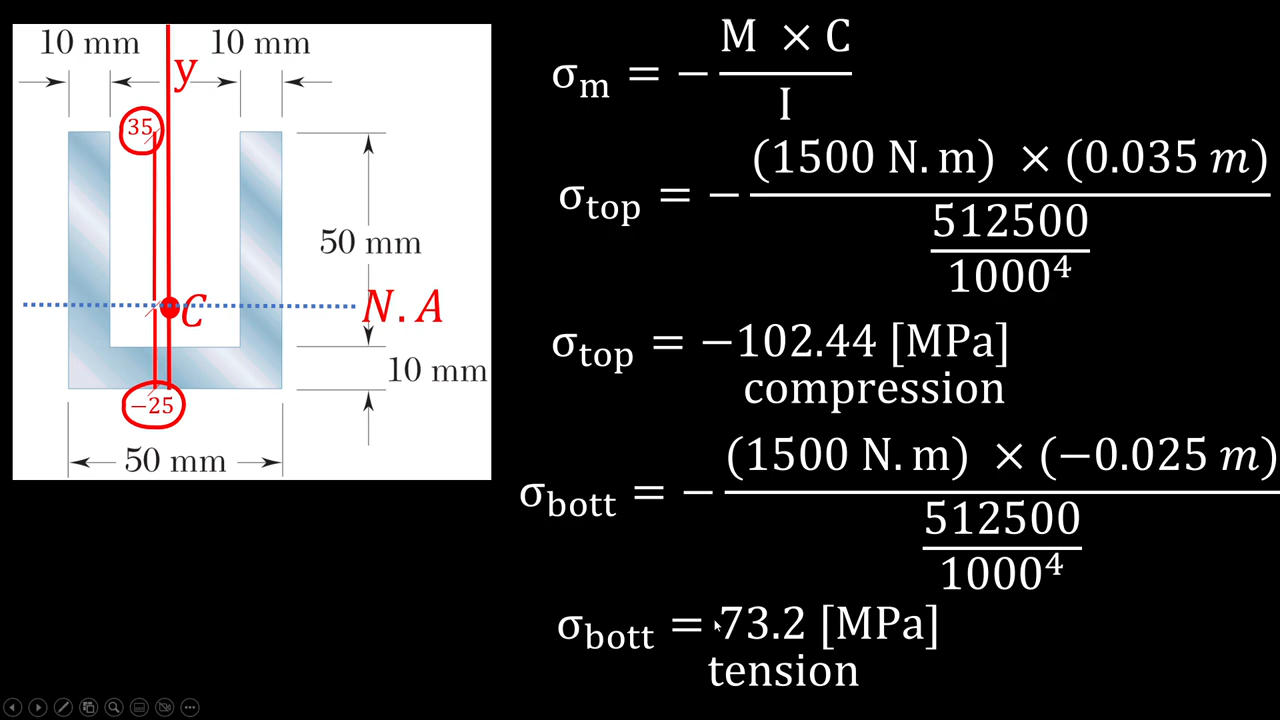 10 mm 10 mm
y
35
50 mm
C N.A
10 mm
−25
50 mm
σm = − M × C / I
σtop = − (1500 N.m) × (0.035 m) / (512500 / 1000⁴)
σtop = −102.44 [MPa]
compression
σbott = − (1500 N.m) × (−0.025 m) / (512500 / 1000⁴)
σbott = 73.2 [MPa]
tension